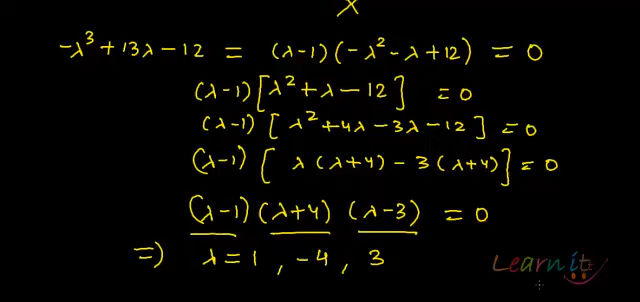 X
-λ³ + 13λ - 12 = (λ-1)(-λ² - λ + 12) = 0
(λ-1)[λ² + λ - 12] = 0
(λ-1)[λ² + 4λ - 3λ - 12] = 0
(λ-1)[λ(λ+4) - 3(λ+4)] = 0
(λ-1)(λ+4)(λ-3) = 0
=) λ = 1, -4, 3
Learnit